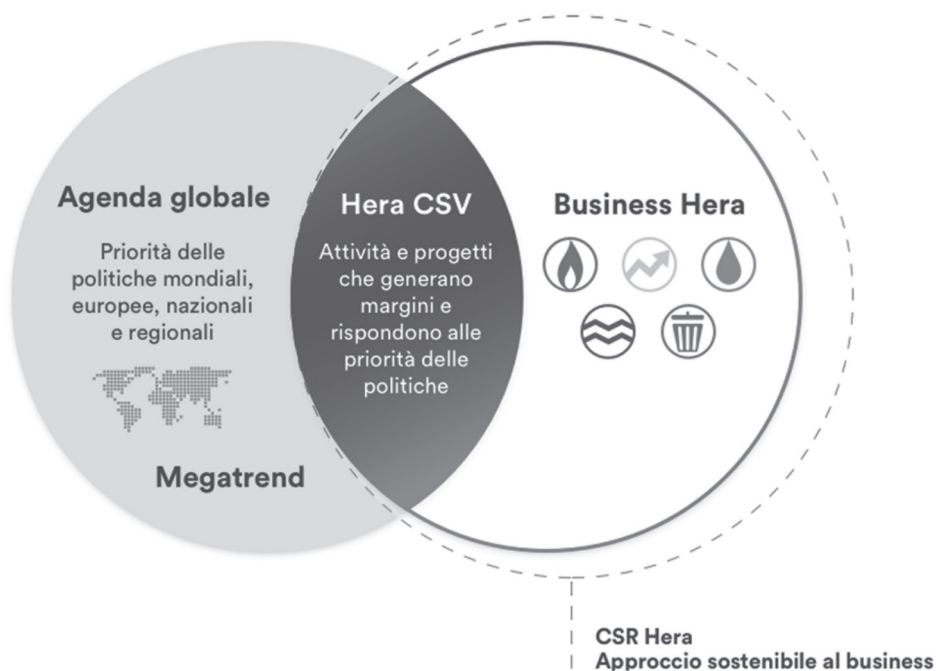 Agenda globale
Priorità delle
politiche mondiali,
europee, nazionali
e regionali
Megatrend
Hera CSV
Attività e progetti
che generano
margini e
rispondono alle
priorità delle
politiche
Business Hera
CSR Hera
Approccio sostenibile al business